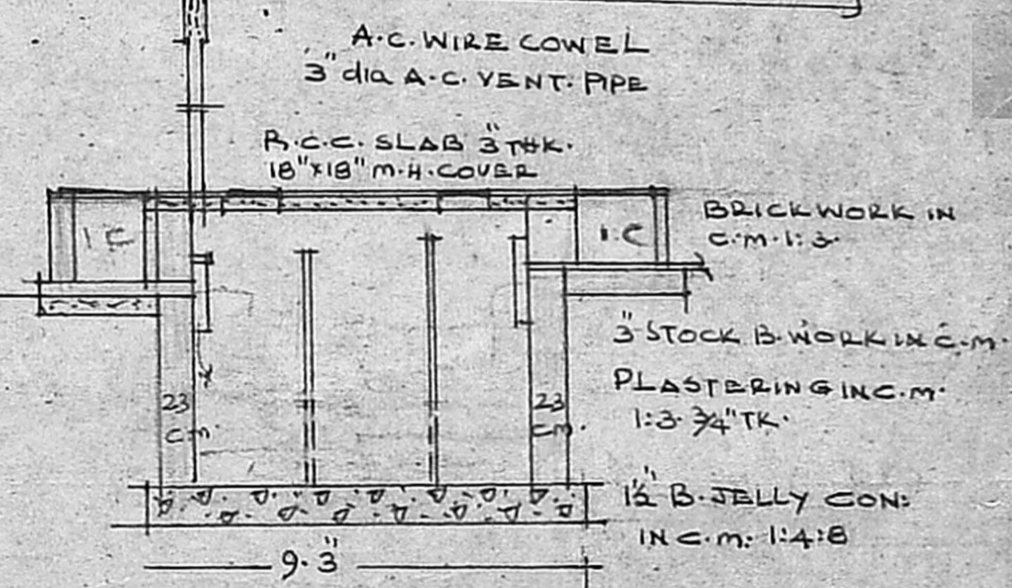 A.C. WIRE COWEL
3" dia A.C. VENT. PIPE
R.C.C. SLAB 3" THK.
18"x18" M.H. COVER
I C
I.C
BRICKWORK IN
C.M. 1:3.
3" STOCK B. WORK IN C.M.
PLASTERING IN C.M.
1:3. 3/4" TK.
23
cm.
23
cm.
1½" B. JELLY CON:
IN C.M: 1:4:8
9.3"